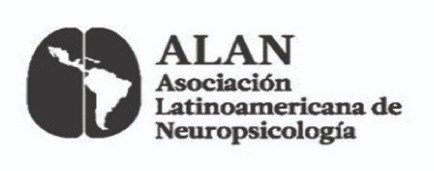 ALAN
Asociación
Latinoamericana de
Neuropsicología